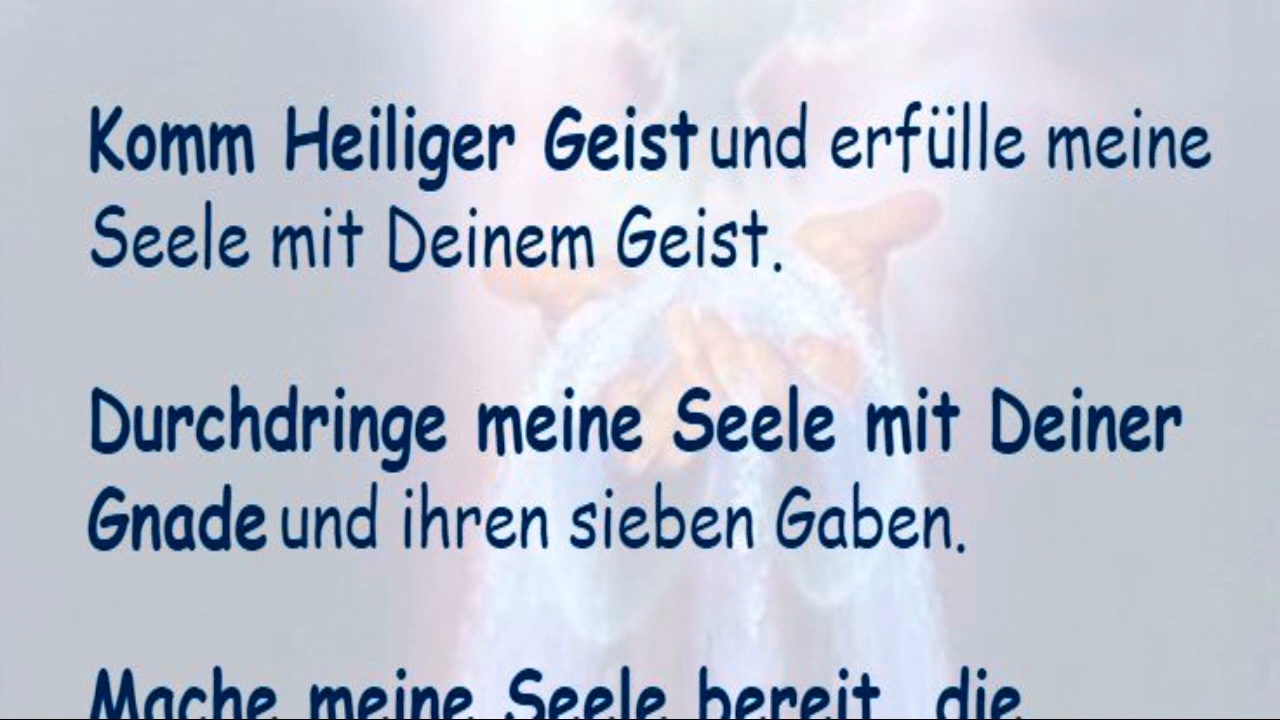 Komm Heiliger Geist und erfülle meine
Seele mit Deinem Geist.
Durchdringe meine Seele mit Deiner
Gnade und ihren sieben Gaben.
Mache meine Seele bereit die